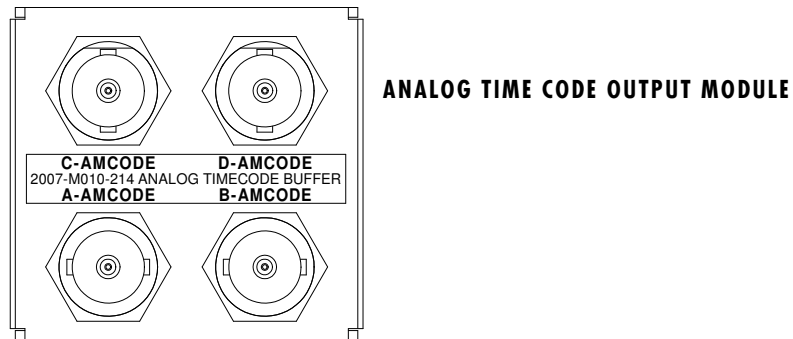 ANALOG TIME CODE OUTPUT MODULE
C-AMCODE D-AMCODE
2007-M010-214 ANALOG TIMECODE BUFFER
A-AMCODE B-AMCODE